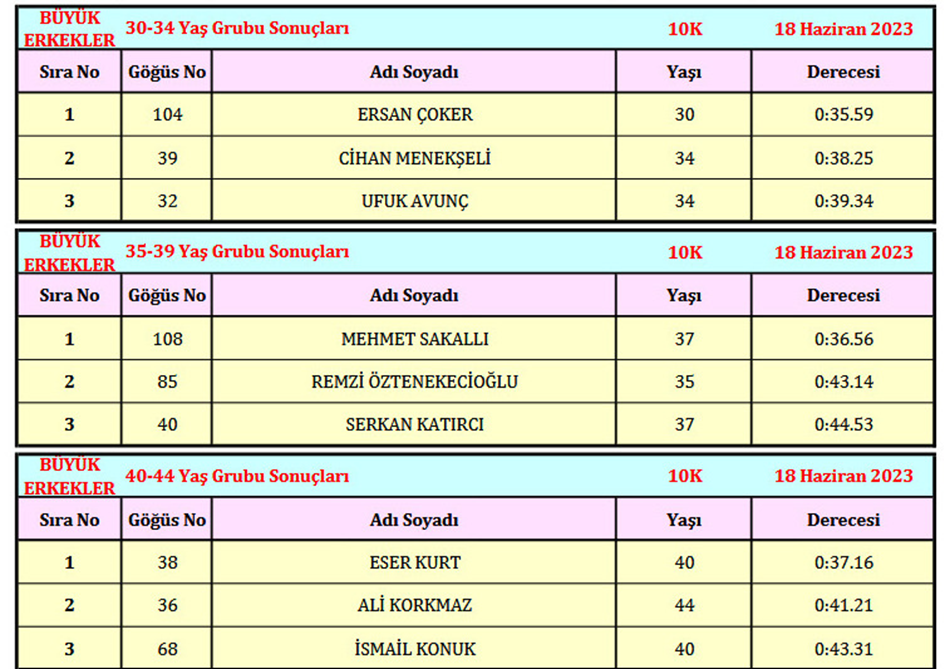 BÜYÜK
ERKEKLER 30-34 Yaş Grubu Sonuçları 10K 18 Haziran 2023
Sıra No Göğüs No Adı Soyadı Yaşı Derecesi
1 104 ERSAN ÇOKER 30 0:35.59
2 39 CİHAN MENEKŞELİ 34 0:38.25
3 32 UFUK AVUNÇ 34 0:39.34
BÜYÜK
ERKEKLER 35-39 Yaş Grubu Sonuçları 10K 18 Haziran 2023
Sıra No Göğüs No Adı Soyadı Yaşı Derecesi
1 108 MEHMET SAKALLI 37 0:36.56
2 85 REMZİ ÖZTENEKECİOĞLU 35 0:43.14
3 40 SERKAN KATIRCI 37 0:44.53
BÜYÜK
ERKEKLER 40-44 Yaş Grubu Sonuçları 10K 18 Haziran 2023
Sıra No Göğüs No Adı Soyadı Yaşı Derecesi
1 38 ESER KURT 40 0:37.16
2 36 ALİ KORKMAZ 44 0:41.21
3 68 İSMAİL KONUK 40 0:43.31